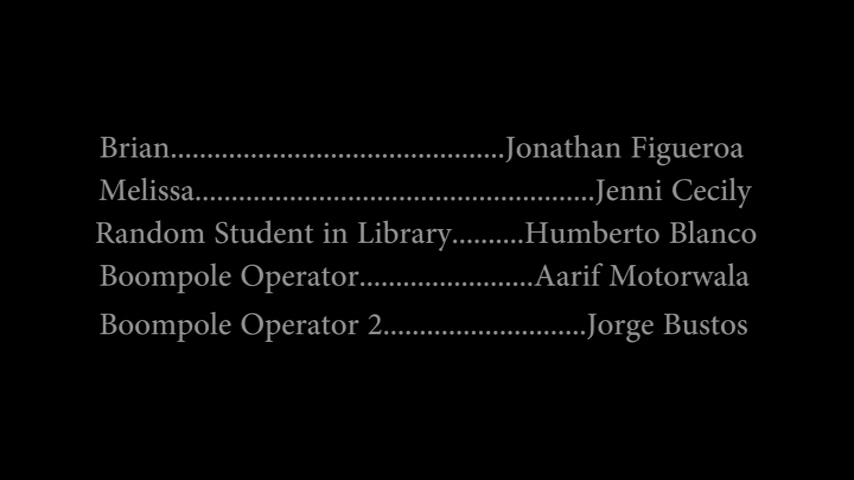 Brian..............................................Jonathan Figueroa
Melissa.......................................................Jenni Cecily
Random Student in Library..........Humberto Blanco
Boompole Operator........................Aarif Motorwala
Boompole Operator 2............................Jorge Bustos